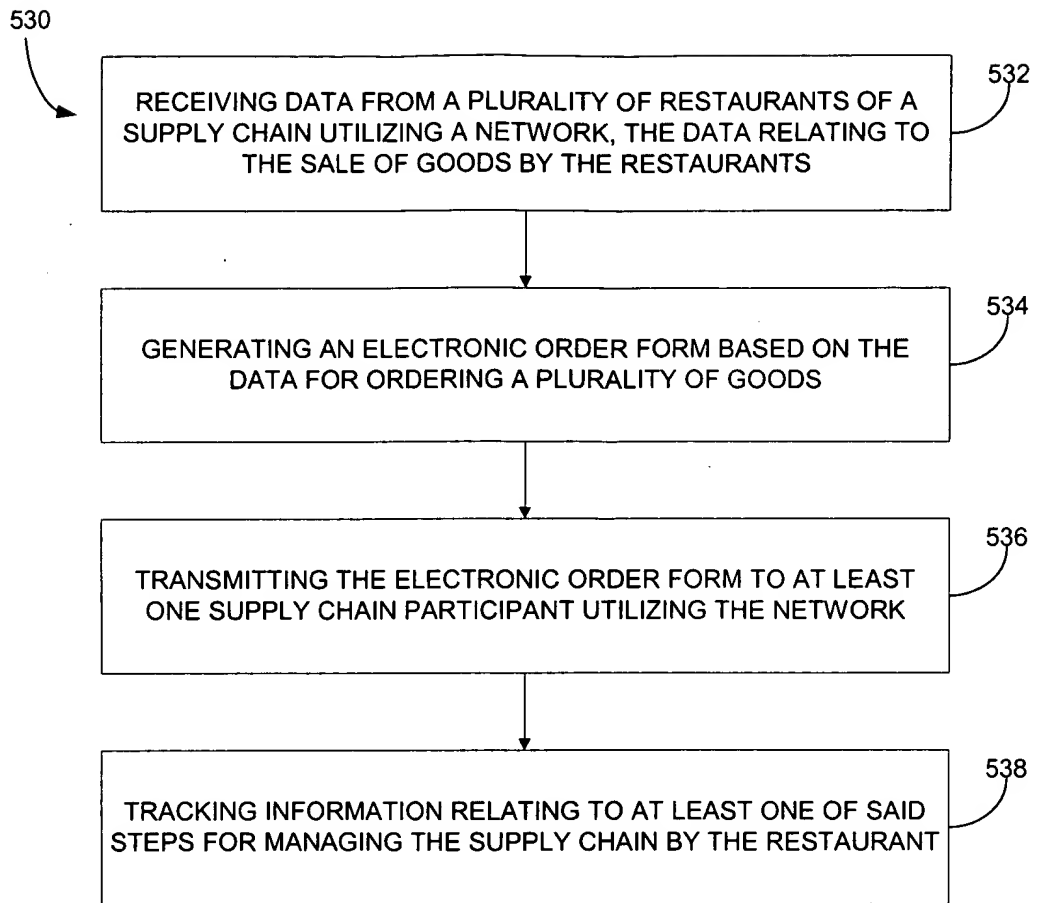 530
532
RECEIVING DATA FROM A PLURALITY OF RESTAURANTS OF A
SUPPLY CHAIN UTILIZING A NETWORK, THE DATA RELATING TO
THE SALE OF GOODS BY THE RESTAURANTS
534
GENERATING AN ELECTRONIC ORDER FORM BASED ON THE
DATA FOR ORDERING A PLURALITY OF GOODS
536
TRANSMITTING THE ELECTRONIC ORDER FORM TO AT LEAST
ONE SUPPLY CHAIN PARTICIPANT UTILIZING THE NETWORK
538
TRACKING INFORMATION RELATING TO AT LEAST ONE OF SAID
STEPS FOR MANAGING THE SUPPLY CHAIN BY THE RESTAURANT